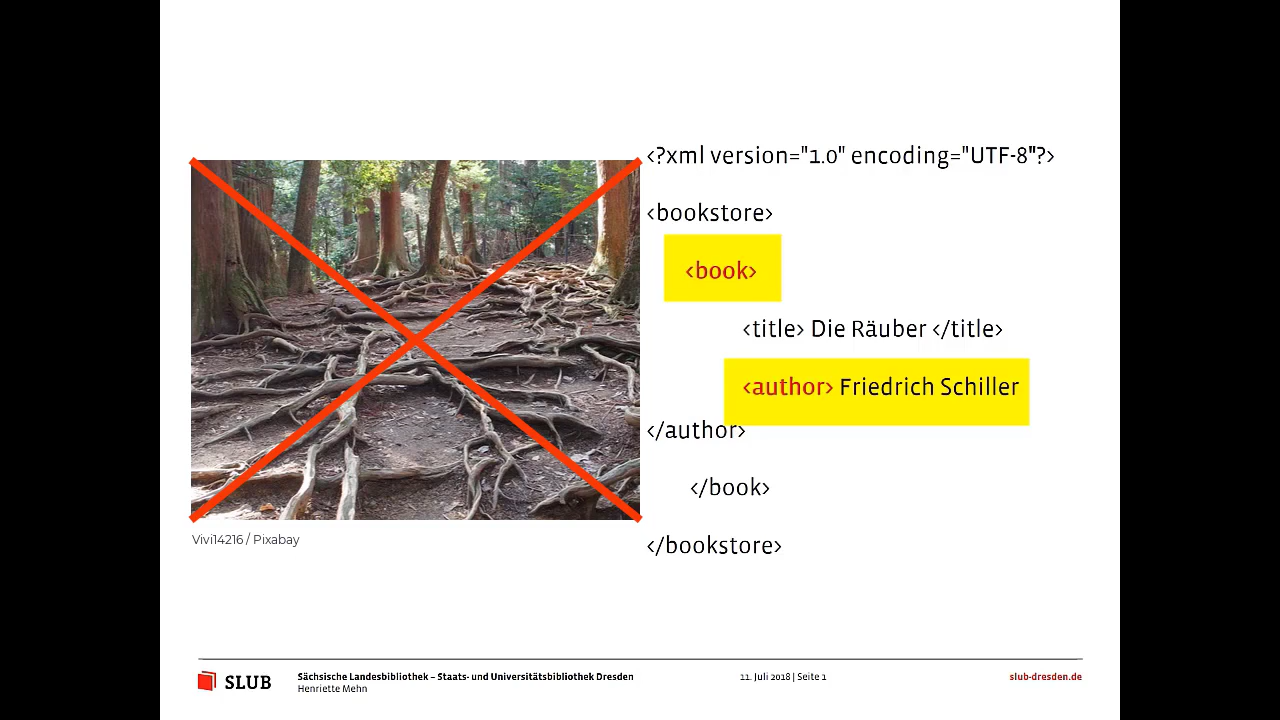 <?xml version="1.0" encoding="UTF-8"?>
<bookstore>
<book>
<title> Die Räuber </title>
<author> Friedrich Schiller
</author>
</book>
</bookstore>
Vivi14216 / Pixabay
SLUB
Sächsische Landesbibliothek – Staats- und Universitätsbibliothek Dresden
Henriette Mehn
11. Juli 2018 | Seite 1
slub-dresden.de